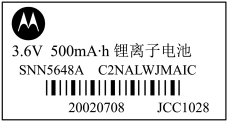 3.6V 500mA·h 锂离子电池
SNN5648A C2NALWJMAIC
20020708 JCC1028